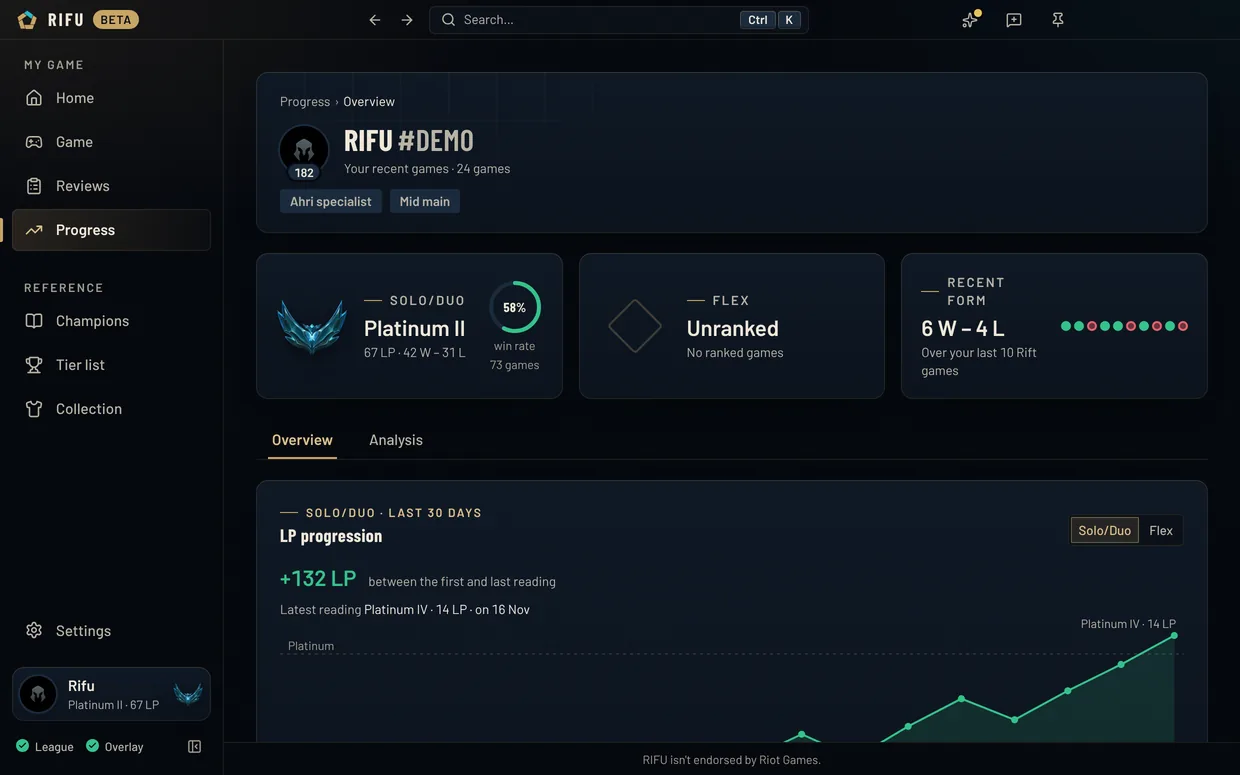 RIFU BETA
Search...
Ctrl K
MY GAME
Home
Game
Reviews
Progress
REFERENCE
Champions
Tier list
Collection
Settings
Rifu
Platinum II · 67 LP
League
Overlay
Progress › Overview
RIFU #DEMO
182
Your recent games · 24 games
Ahri specialist
Mid main
SOLO/DUO
Platinum II
67 LP · 42 W – 31 L
58%
win rate
73 games
FLEX
Unranked
No ranked games
RECENT
FORM
6 W – 4 L
Over your last 10 Rift
games
Overview
Analysis
SOLO/DUO · LAST 30 DAYS
LP progression
Solo/Duo
Flex
+132 LP between the first and last reading
Latest reading Platinum IV · 14 LP · on 16 Nov
Platinum IV · 14 LP
Platinum
RIFU isn't endorsed by Riot Games.